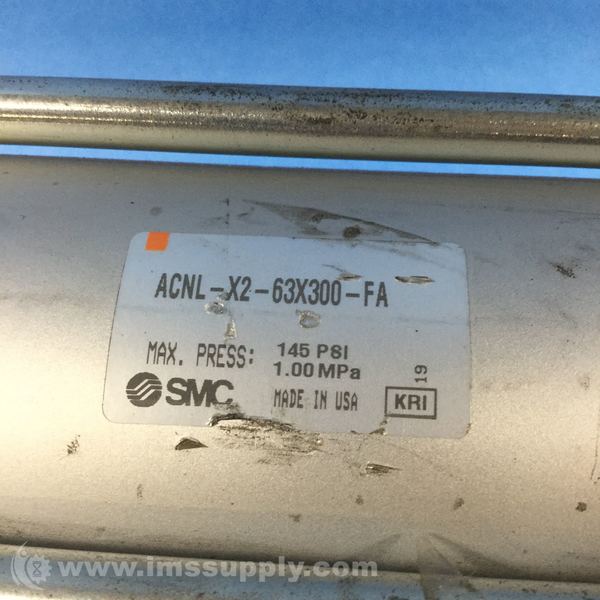 ACNL-X2-63X300-FA
MAX. PRESS: 145 PSI
1.00 MPa
SMC MADE IN USA KRI 19
www.imssupply.com